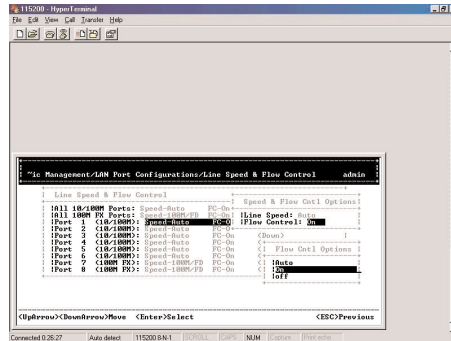 115200 - HyperTerminal
File Edit View Call Transfer Help
~ic Management/LAN Port Configurations/Line Speed & Flow Control admin
Line Speed & Flow Control
Speed & Flow Cntl Options
All 10/100M Ports: Speed-Auto FC-On
All 100M FX Ports: Speed-100M/FD FC-On
Line Speed: Auto
Port 1 (10/100M): Speed-Auto FC-O
Flow Control: On
Port 2 (10/100M): Speed-Auto FC-O
Port 3 (10/100M): Speed-Auto FC-On
(Down)
Port 4 (10/100M): Speed-Auto FC-On
Port 5 (10/100M): Speed-Auto FC-On
Flow Cntl Options
Port 6 (10/100M): Speed-Auto FC-On
Port 7 (100M FX): Speed-100M/FD FC-On
Auto
Port 8 (100M FX): Speed-100M/FD FC-On
On
off
<UpArrow><DownArrow>Move <Enter>Select <ESC>Previous
Connected 0:26:27 Auto detect 115200 8-N-1 SCROLL CAPS NUM Capture Print echo